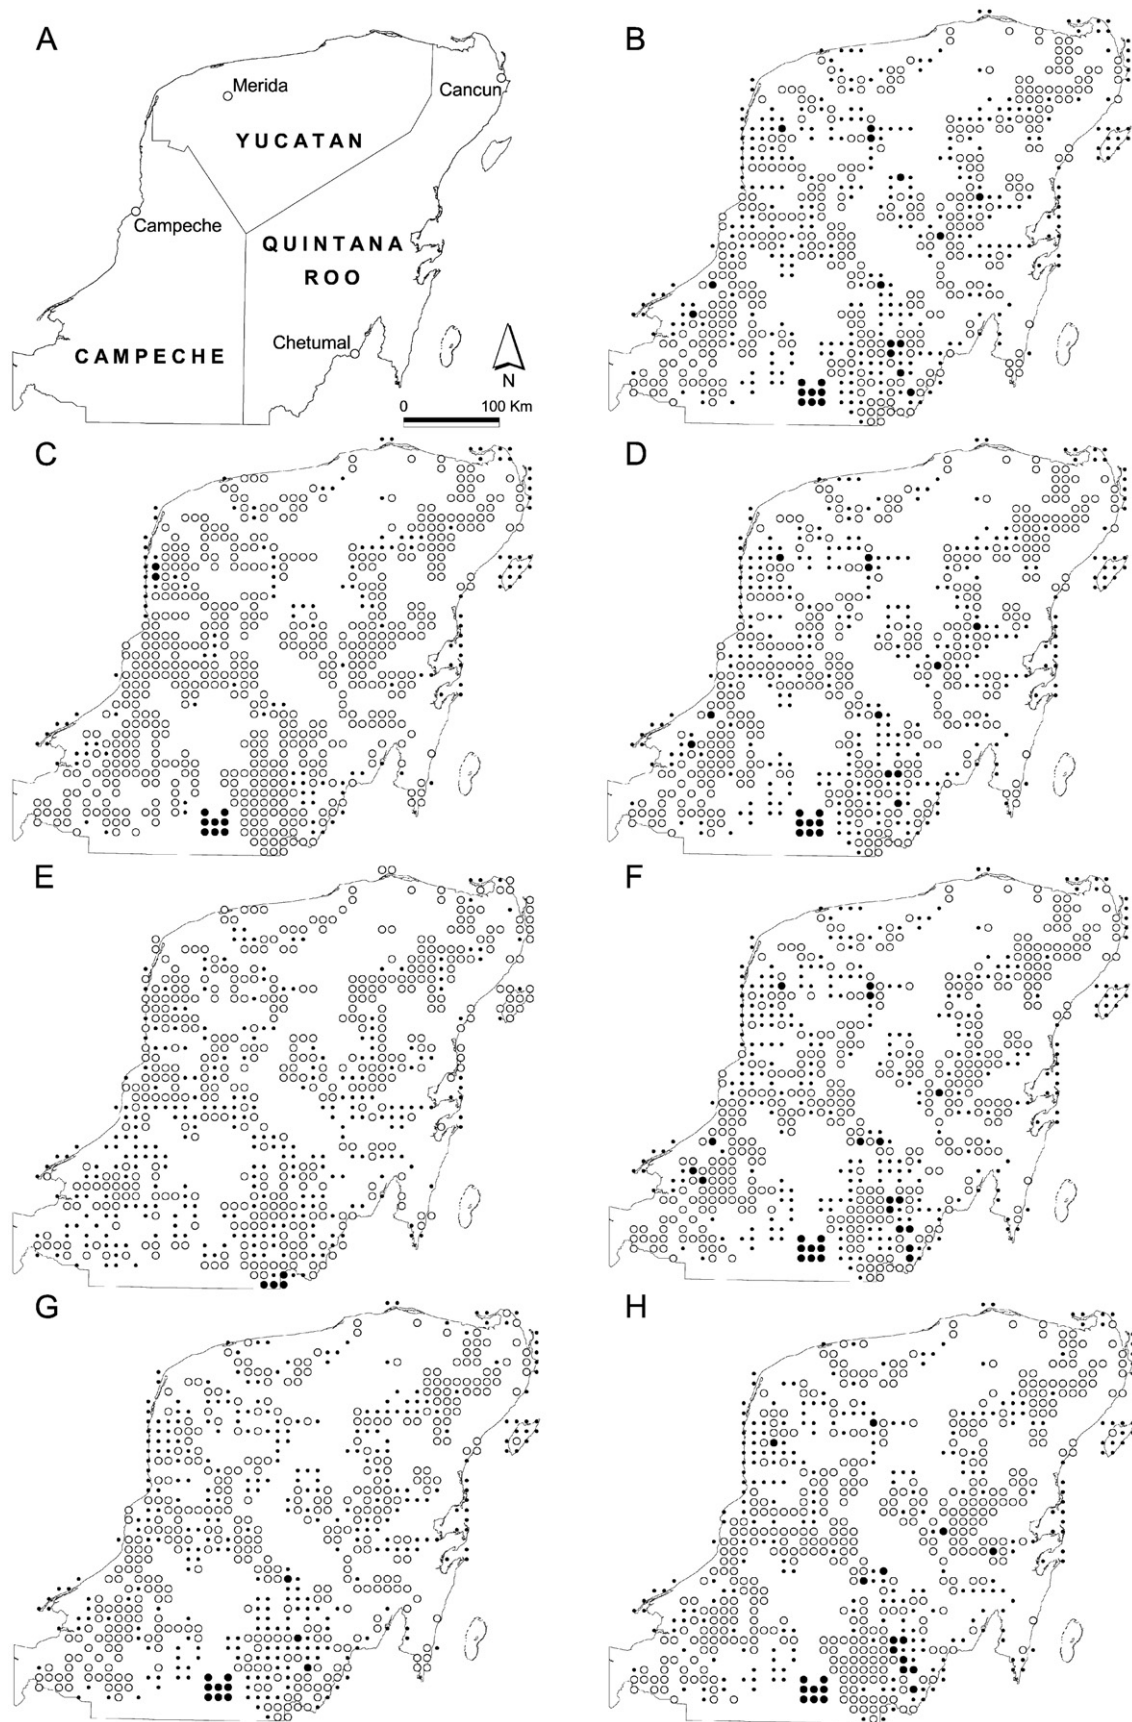 A
B
Merida
Cancun
YUCATAN
Campeche
QUINTANA
ROO
Chetumal
CAMPECHE
N
0 100 Km
C
D
E
F
G
H